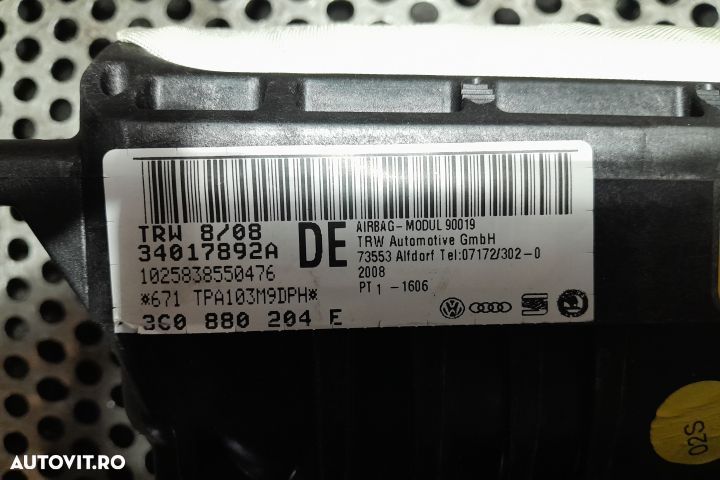 TRW 8/08
34017892A
1025838550476
*671 TPA103M9DPH*
3C0 880 204 E
DE
AIRBAG-MODUL 90019
TRW Automotive GmbH
73553 Alfdorf Tel:07172/302-0
2008
PT 1 -1606
02S
AUTOVIT.RO